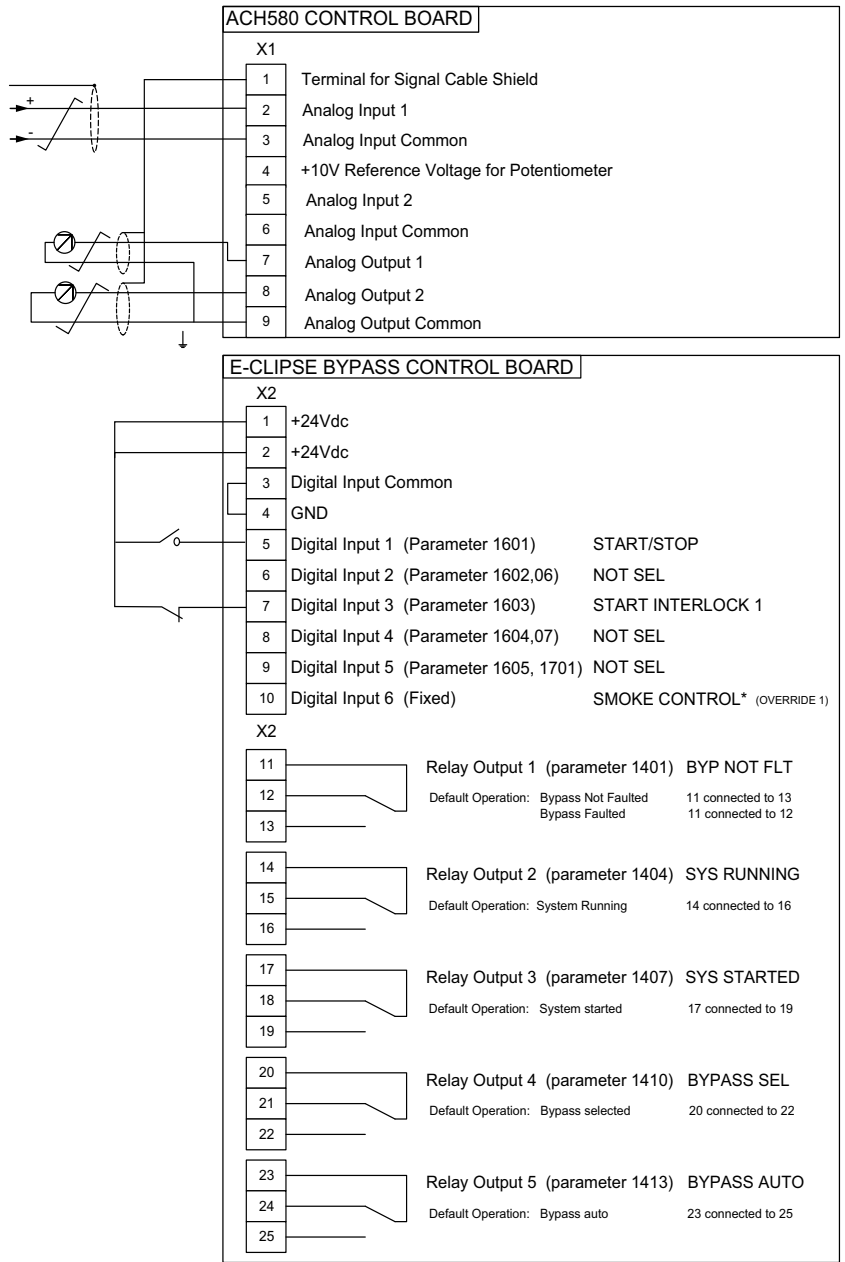 ACH580 CONTROL BOARD
X1
1 Terminal for Signal Cable Shield
+ 2 Analog Input 1
- 3 Analog Input Common
4 +10V Reference Voltage for Potentiometer
5 Analog Input 2
6 Analog Input Common
7 Analog Output 1
8 Analog Output 2
9 Analog Output Common
E-CLIPSE BYPASS CONTROL BOARD
X2
1 +24Vdc
2 +24Vdc
3 Digital Input Common
4 GND
5 Digital Input 1 (Parameter 1601) START/STOP
6 Digital Input 2 (Parameter 1602,06) NOT SEL
7 Digital Input 3 (Parameter 1603) START INTERLOCK 1
8 Digital Input 4 (Parameter 1604,07) NOT SEL
9 Digital Input 5 (Parameter 1605, 1701) NOT SEL
10 Digital Input 6 (Fixed) SMOKE CONTROL* (OVERRIDE 1)
X2
11 Relay Output 1 (parameter 1401) BYP NOT FLT
12 Default Operation: Bypass Not Faulted 11 connected to 13
Bypass Faulted 11 connected to 12
13
14 Relay Output 2 (parameter 1404) SYS RUNNING
15 Default Operation: System Running 14 connected to 16
16
17 Relay Output 3 (parameter 1407) SYS STARTED
18 Default Operation: System started 17 connected to 19
19
20 Relay Output 4 (parameter 1410) BYPASS SEL
21 Default Operation: Bypass selected 20 connected to 22
22
23 Relay Output 5 (parameter 1413) BYPASS AUTO
24 Default Operation: Bypass auto 23 connected to 25
25